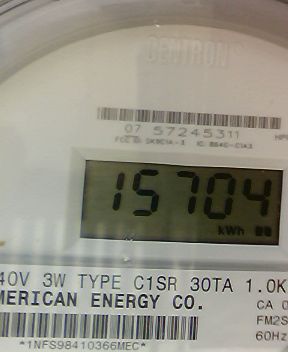 CENTRON
07 57245311
15704
kWh
40V 3W TYPE C1SR 30TA 1.0K
MERICAN ENERGY CO.
CA 0
FM2S
60Hz
*1NFS98410366MEC*